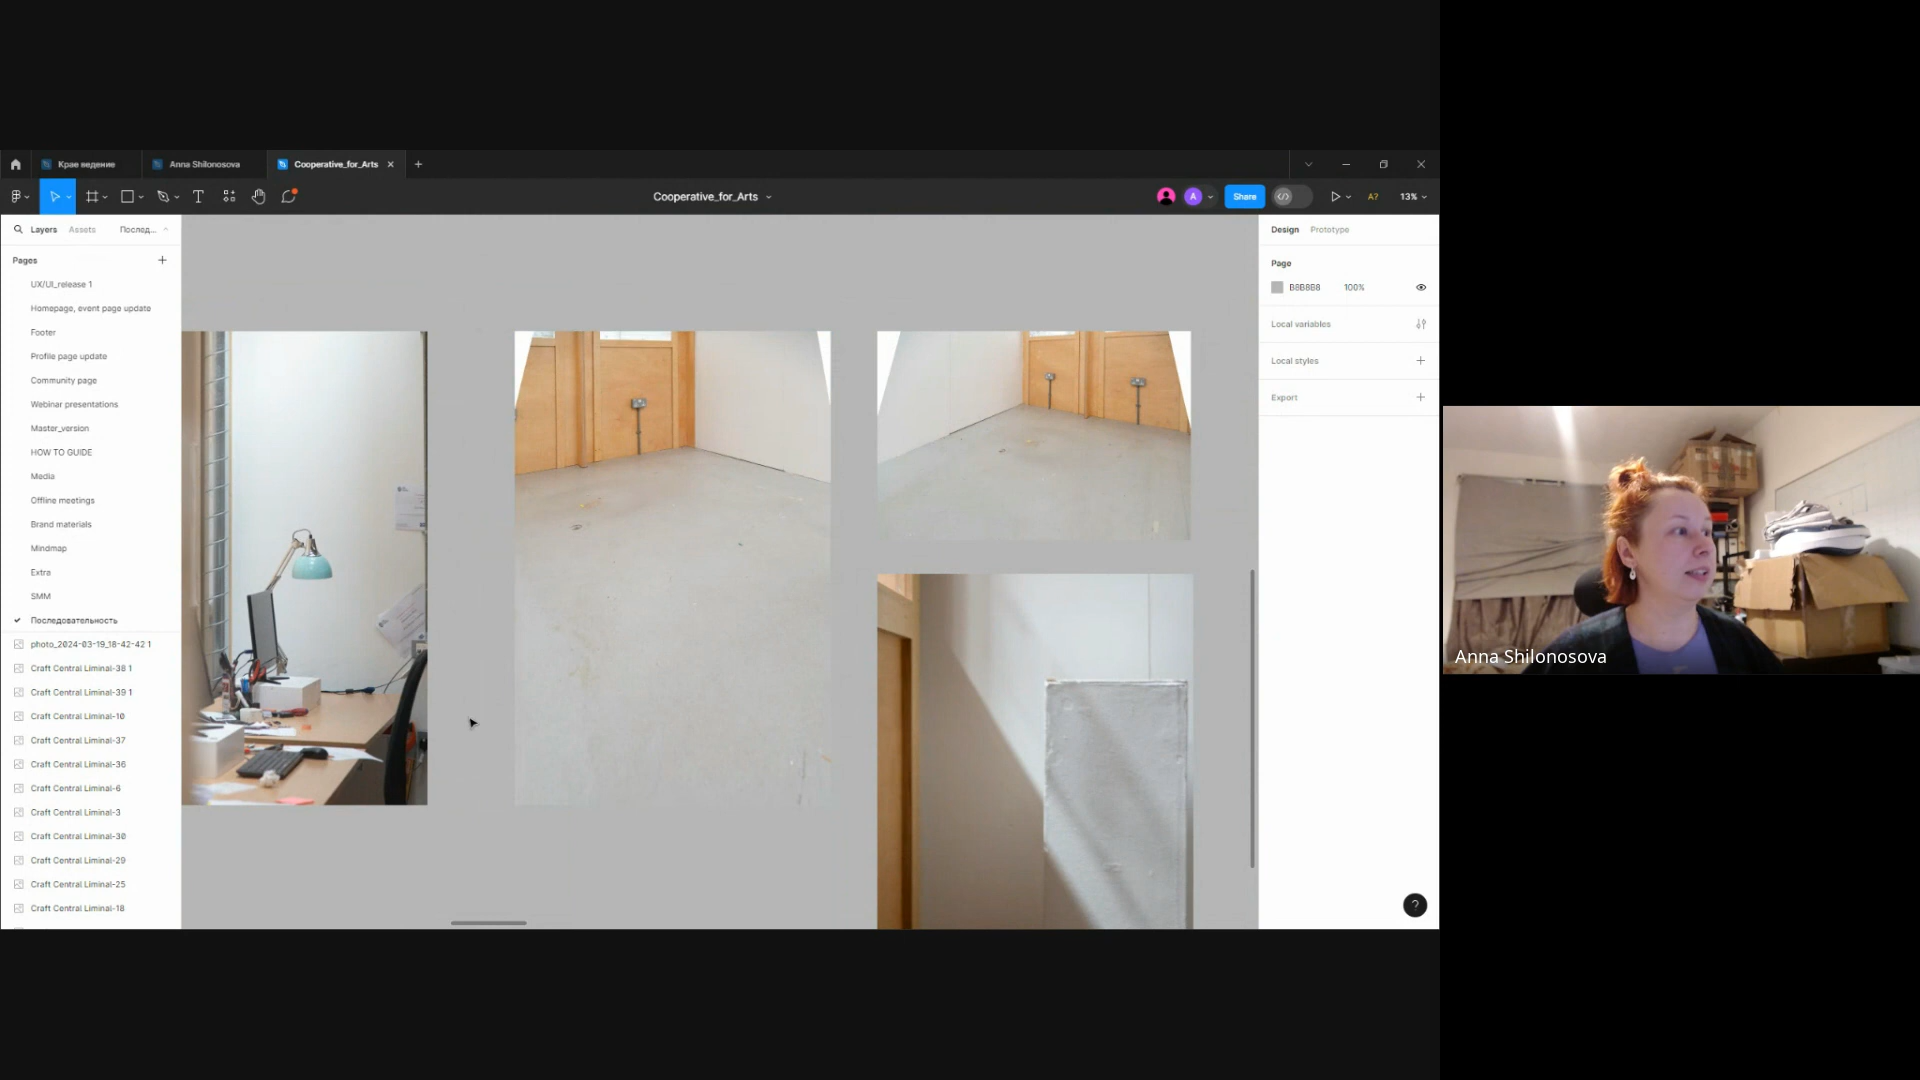 Крае ведение
Anna Shilonosova
Cooperative_for_Arts
Cooperative_for_Arts
A
Share
A?
13%
Layers
Assets
Послед...
Pages
UX/UI_release 1
Homepage, event page update
Footer
Profile page update
Community page
Webinar presentations
Master_version
HOW TO GUIDE
Media
Offline meetings
Brand materials
Mindmap
Extra
SMM
Последовательность
photo_2024-03-19_18-42-42 1
Craft Central Liminal-38 1
Craft Central Liminal-39 1
Craft Central Liminal-10
Craft Central Liminal-37
Craft Central Liminal-36
Craft Central Liminal-6
Craft Central Liminal-3
Craft Central Liminal-30
Craft Central Liminal-29
Craft Central Liminal-25
Craft Central Liminal-18
Design
Prototype
Page
B8B8B8
100%
Local variables
Local styles
Export
?
Anna Shilonosova